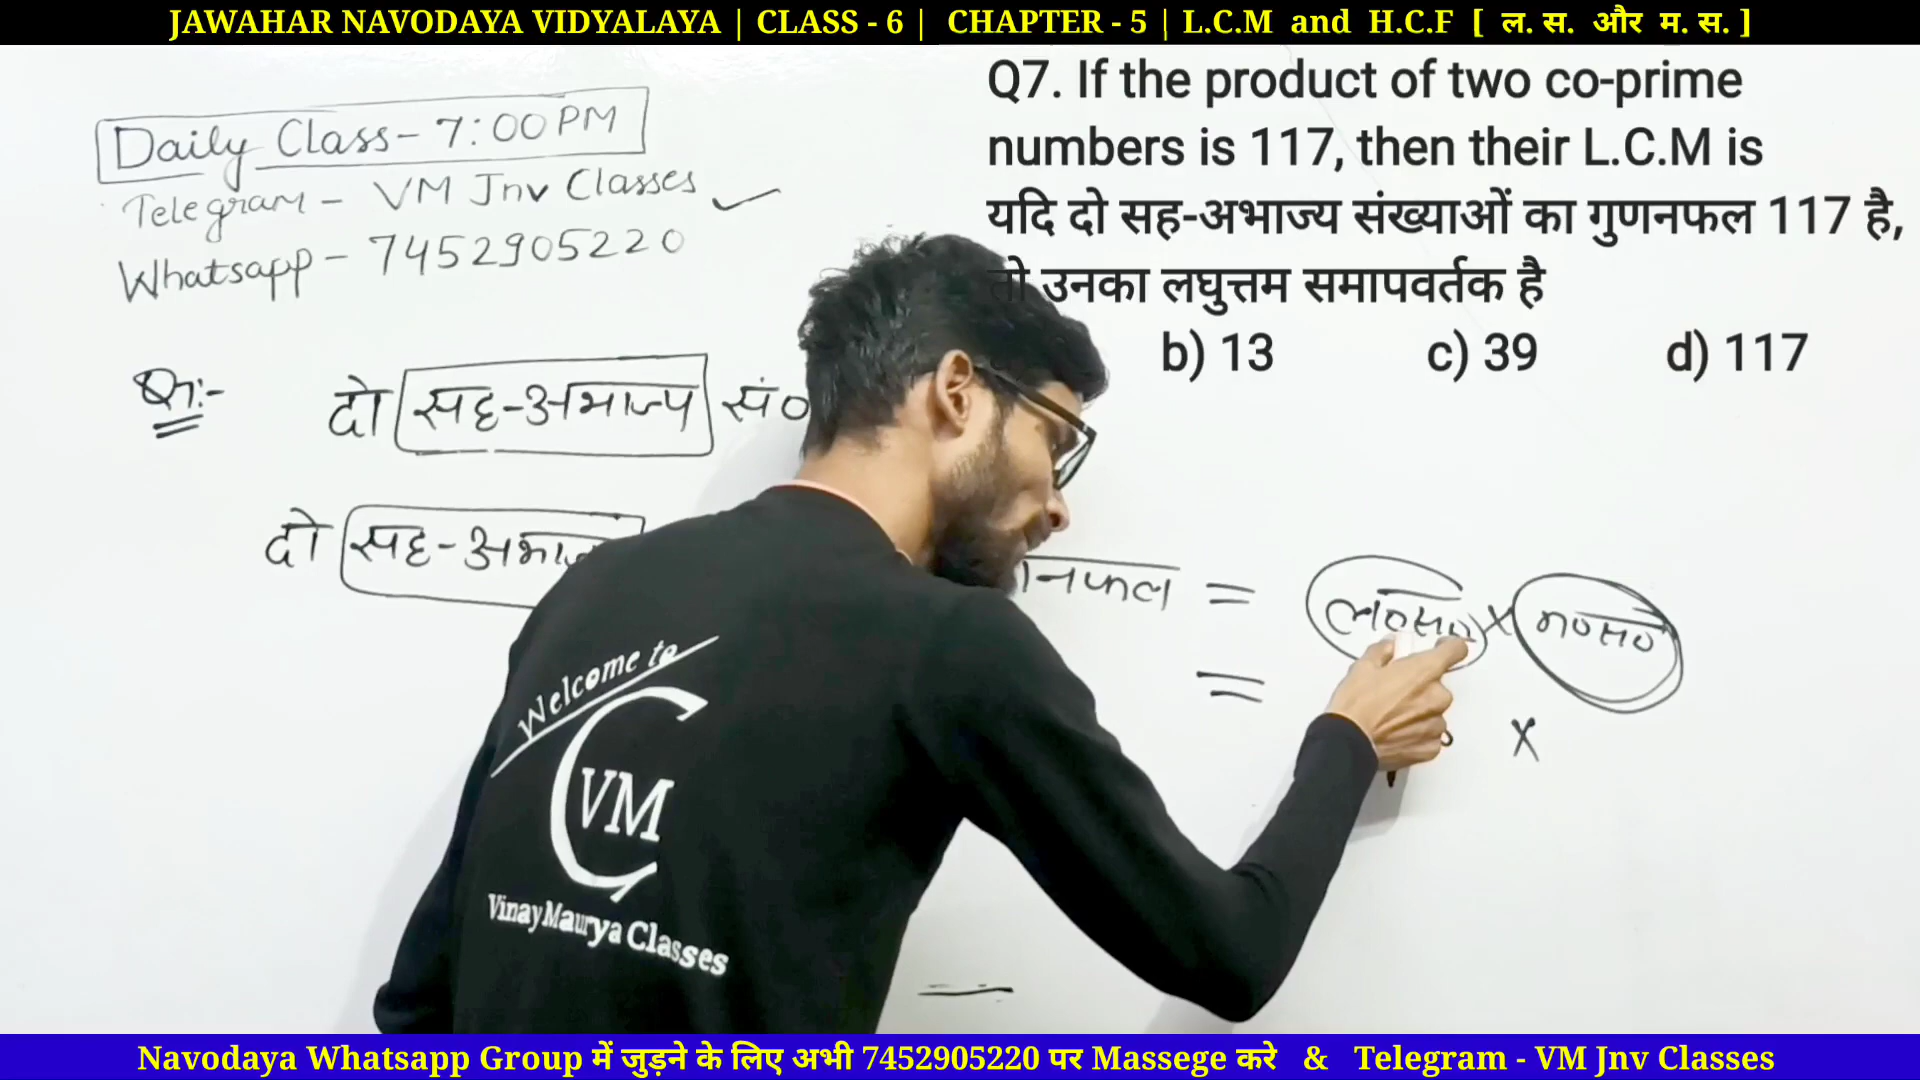 JAWAHAR NAVODAYA VIDYALAYA | CLASS - 6 | CHAPTER - 5 | L.C.M and H.C.F [ ल. स. और म. स. ]
Q7. If the product of two co-prime
numbers is 117, then their L.C.M is
यदि दो सह-अभाज्य संख्याओं का गुणनफल 117 है,
तो उनका लघुत्तम समापवर्तक है
b) 13 c) 39 d) 117
Daily Class - 7:00 PM
Telegram - VM Jnv Classes
Whatsapp - 7452905220
दो सह-अभाज्य सं०
दो सह-अभाज्य
नफल = ल०स० × म०स०
= ×
Welcome to
VM
Vinay Maurya Classes
Navodaya Whatsapp Group में जुड़ने के लिए अभी 7452905220 पर Massege करे & Telegram - VM Jnv Classes